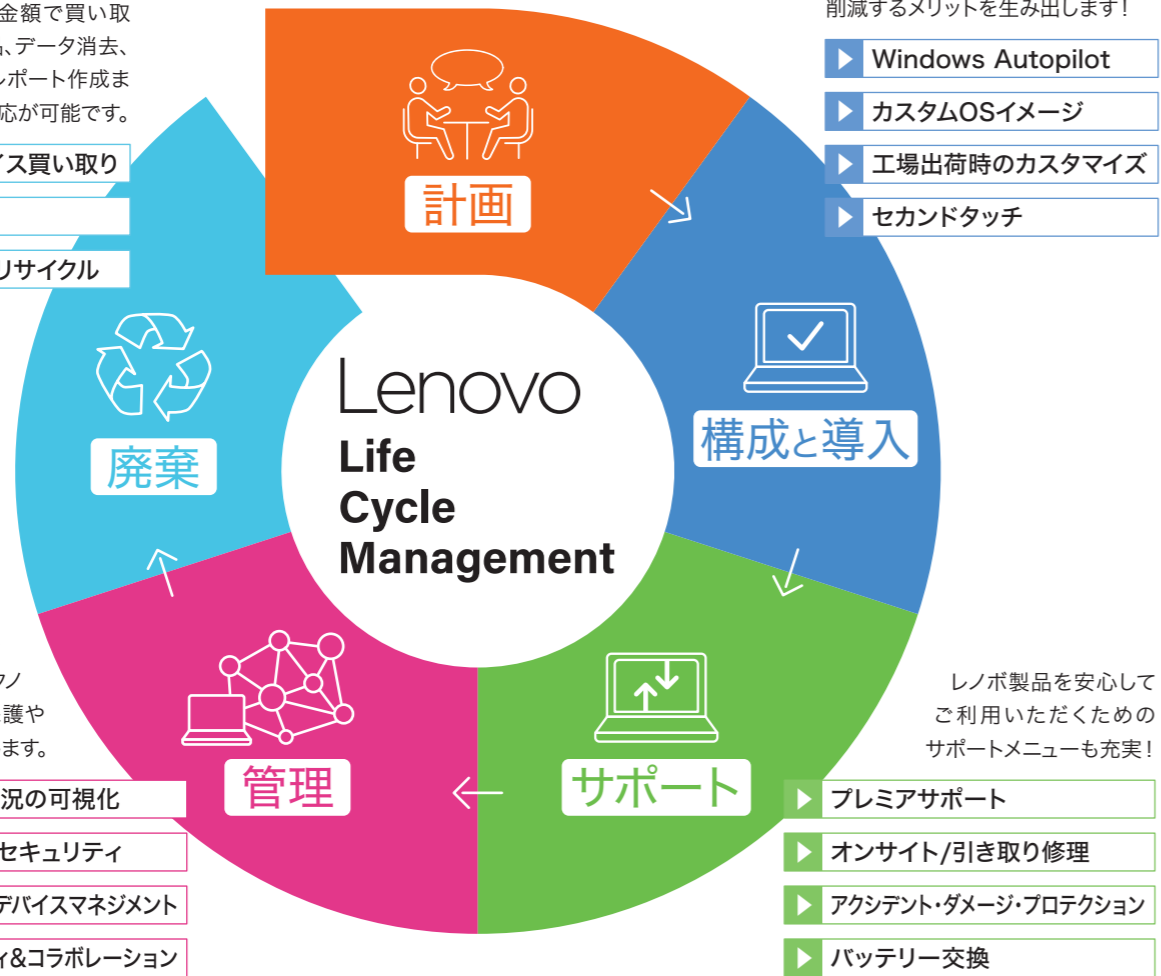 金額で買い取
、データ消去、
レポート作成ま
応が可能です。
イス買い取り
リサイクル
削減するメリットを生み出します！
Windows Autopilot
カスタムOSイメージ
工場出荷時のカスタマイズ
セカンドタッチ
計画
構成と導入
廃棄
Lenovo
Life
Cycle
Management
管理
サポート
護や
ます。
況の可視化
セキュリティ
デバイスマネジメント
&コラボレーション
レノボ製品を安心して
ご利用いただくための
サポートメニューも充実！
プレミアサポート
オンサイト/引き取り修理
アクシデント・ダメージ・プロテクション
バッテリー交換